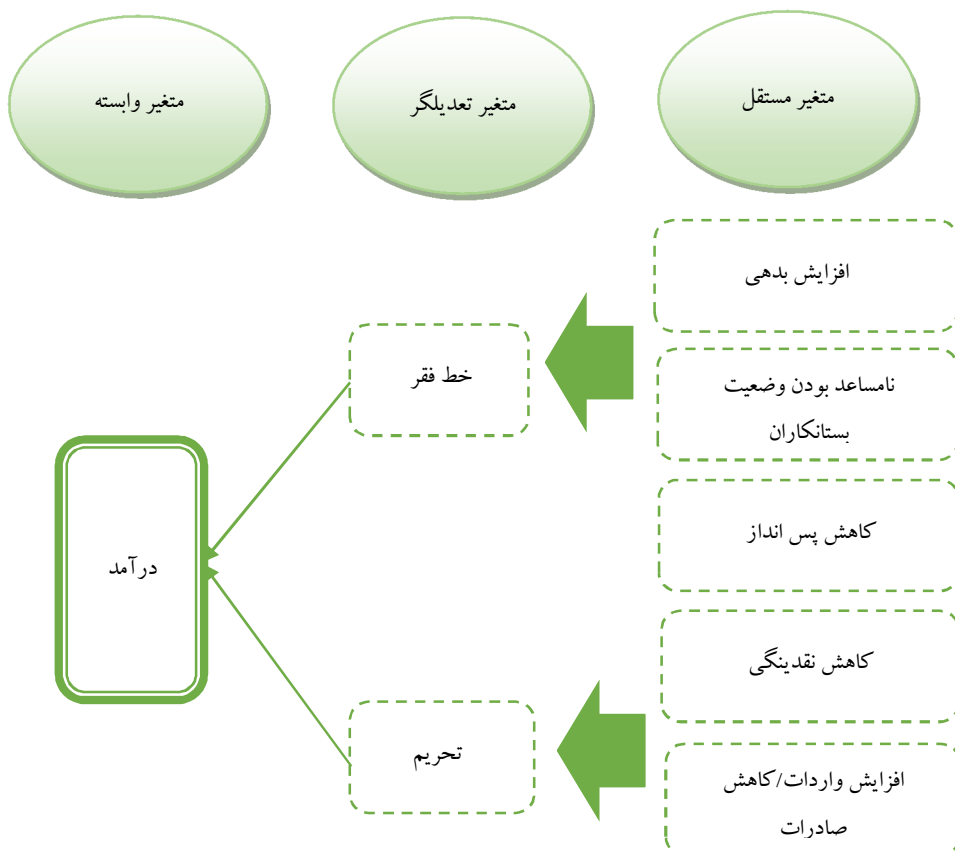 متغیر مستقل
متغیر تعدیلگر
متغیر وابسته
افزایش بدهی
نامساعد بودن وضعیت
بستانکاران
کاهش پس انداز
کاهش نقدینگی
افزایش واردات/کاهش
صادرات
خط فقر
تحریم
درآمد